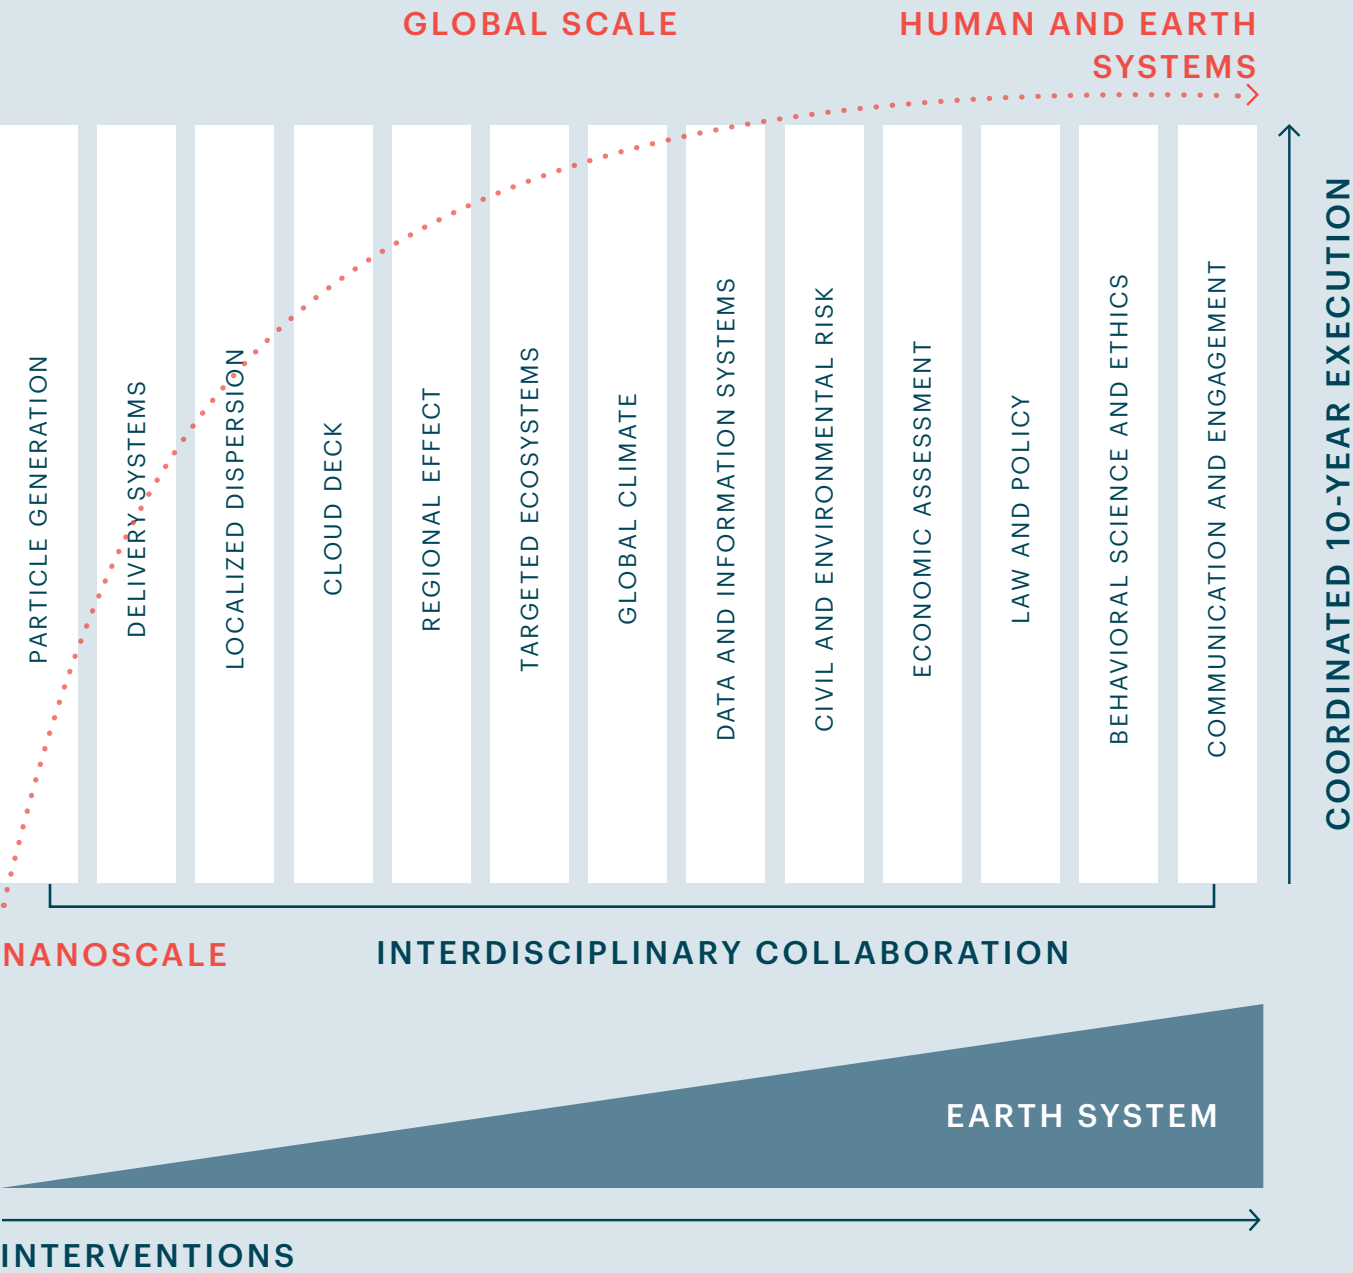 GLOBAL SCALE
HUMAN AND EARTH
SYSTEMS
PARTICLE GENERATION
DELIVERY SYSTEMS
LOCALIZED DISPERSION
CLOUD DECK
REGIONAL EFFECT
TARGETED ECOSYSTEMS
GLOBAL CLIMATE
DATA AND INFORMATION SYSTEMS
CIVIL AND ENVIRONMENTAL RISK
ECONOMIC ASSESSMENT
LAW AND POLICY
BEHAVIORAL SCIENCE AND ETHICS
COMMUNICATION AND ENGAGEMENT
COORDINATED 10-YEAR EXECUTION
NANOSCALE
INTERDISCIPLINARY COLLABORATION
EARTH SYSTEM
INTERVENTIONS